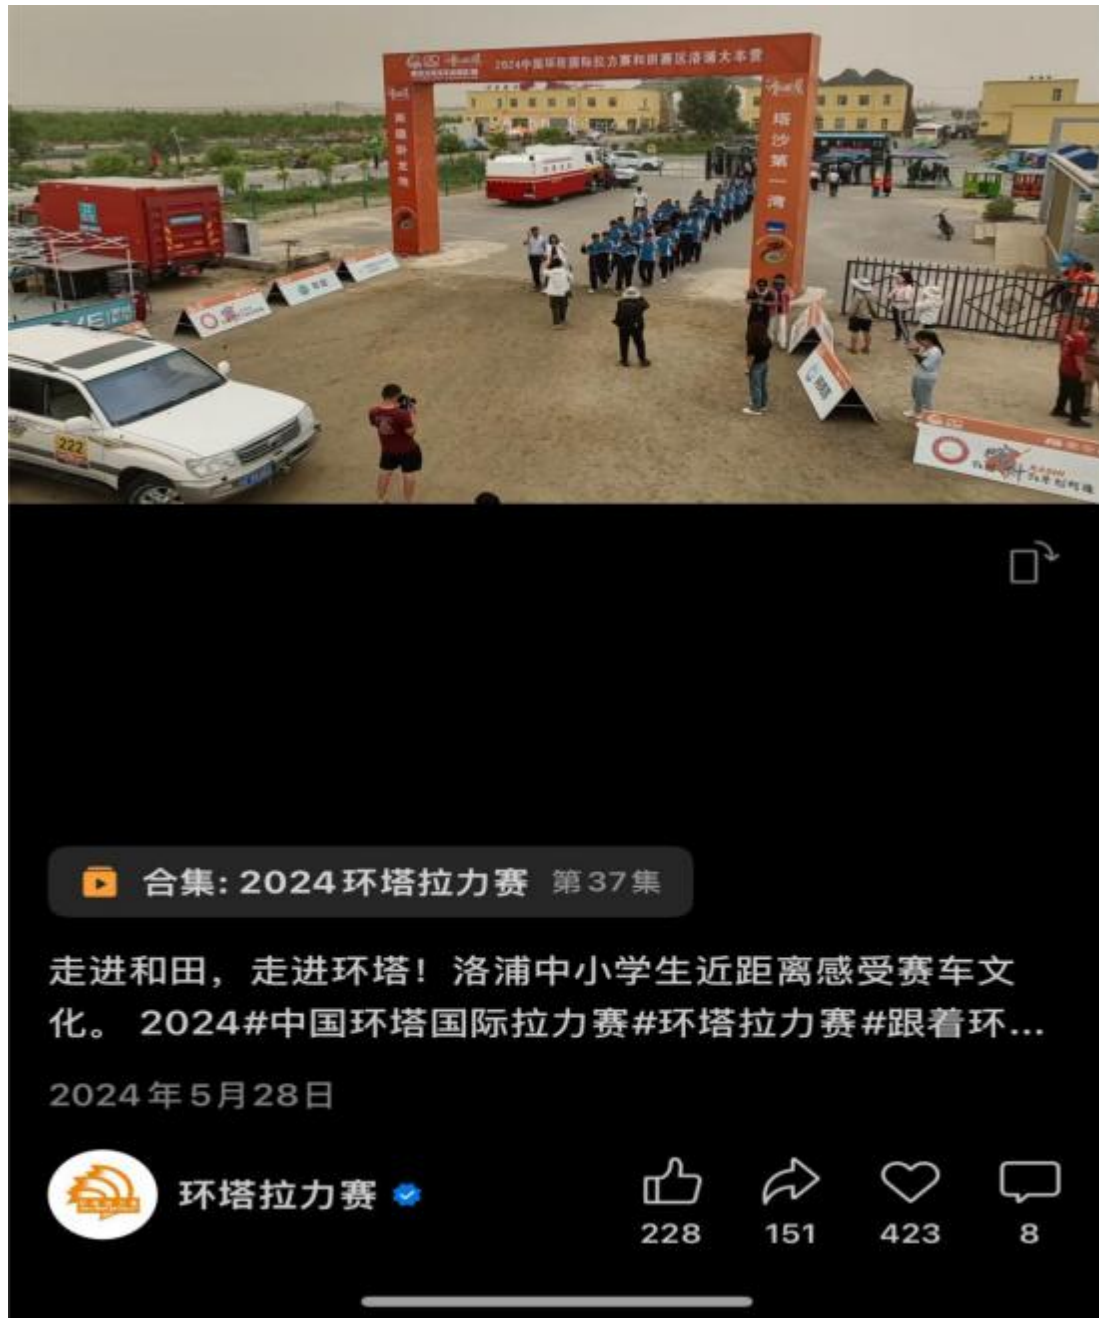 2024中国环塔国际拉力赛和田赛区洛浦大本营
塔沙第一湾
222
合集: 2024环塔拉力赛 第37集
走进和田，走进环塔！洛浦中小学生近距离感受赛车文
化。 2024#中国环塔国际拉力赛#环塔拉力赛#跟着环...
2024年5月28日
环塔拉力赛
228
151
423
8